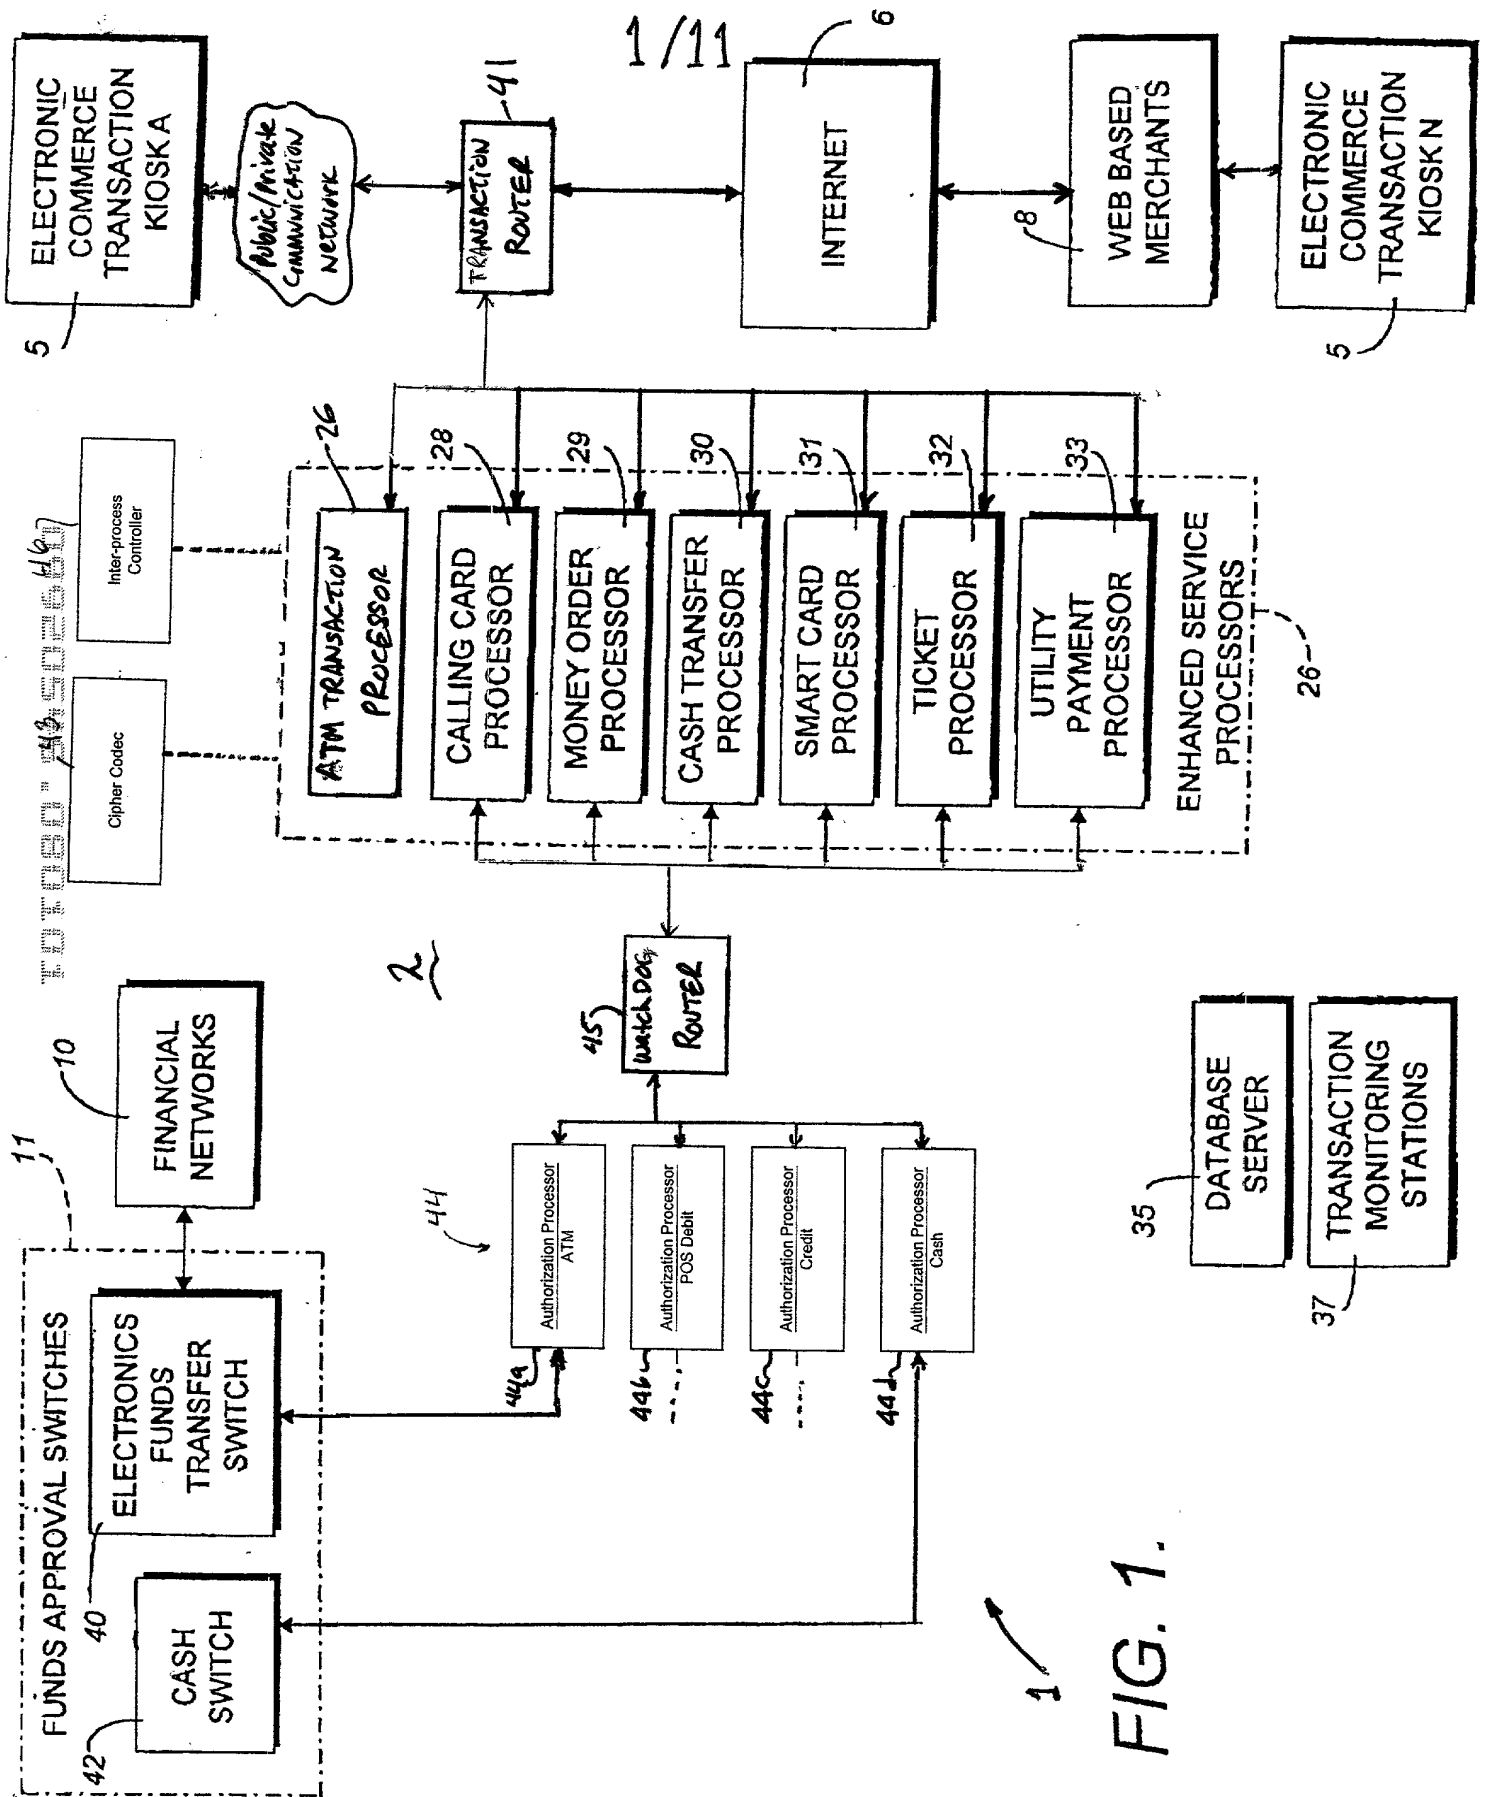 1/11
FUNDS APPROVAL SWITCHES
11
42
CASH
SWITCH
40
ELECTRONICS
FUNDS
TRANSFER
SWITCH
10
FINANCIAL
NETWORKS
43
Cipher Codec
46
Inter-process
Controller
5
ELECTRONIC
COMMERCE
TRANSACTION
KIOSK A
Public/Private
COMMUNICATION
NETWORK
41
TRANSACTION
ROUTER
6
INTERNET
8
WEB BASED
MERCHANTS
5
ELECTRONIC
COMMERCE
TRANSACTION
KIOSK N
26
ATM TRANSACTION
PROCESSOR
28
CALLING CARD
PROCESSOR
29
MONEY ORDER
PROCESSOR
30
CASH TRANSFER
PROCESSOR
31
SMART CARD
PROCESSOR
32
TICKET
PROCESSOR
33
UTILITY
PAYMENT
PROCESSOR
ENHANCED SERVICE
PROCESSORS
26
2
45
WatchDOG
ROUTER
44
44a
Authorization Processor
ATM
44b
Authorization Processor
POS Debit
44c
Authorization Processor
Credit
44d
Authorization Processor
Cash
35
DATABASE
SERVER
37
TRANSACTION
MONITORING
STATIONS
1
FIG. 1.